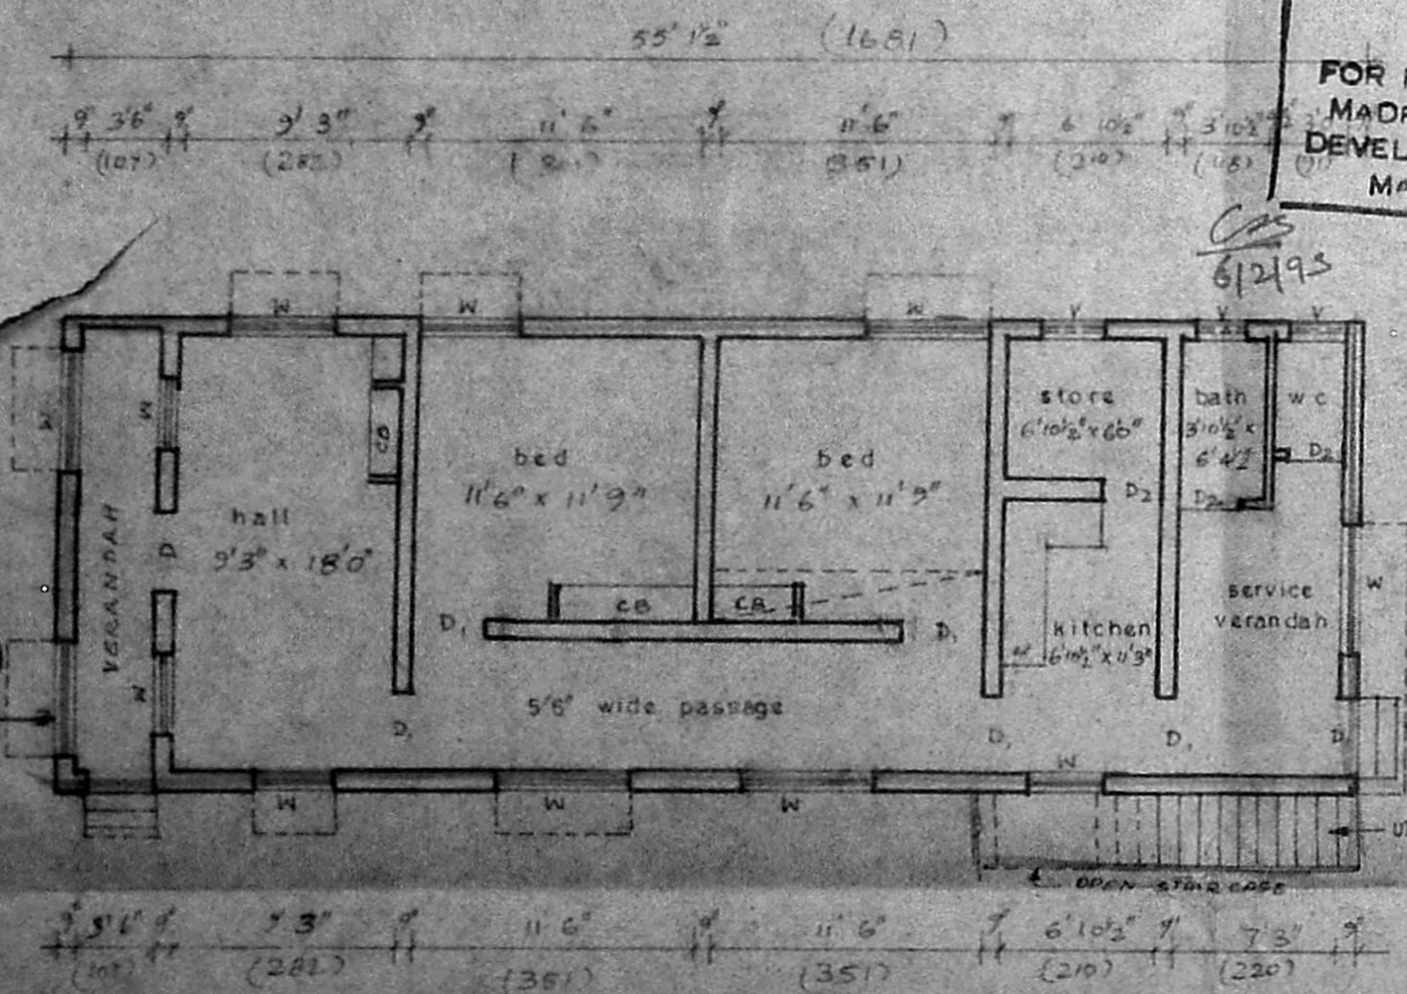 55' 1½" (1681)
FOR
MADR
DEVEL
9" 3'6" 9" 9' 3" 9" 11' 6" 9" 11' 6" 9" 6' 10½" 9" 3' 10½"
(107) (282) (351) (210) (118)
6/2/93
W W W V V V
W W
store
6'10½" x 6'0"
bath
3'10½" x
6'4½
wc
D2
D2
D2
CB
bed
11'6" x 11'9"
bed
11'6" x 11'9"
hall
9'3" x 18'0"
VERANDAH
D
W
CB
CB
D1
D1
kitchen
6'10½" x 11'3"
service
verandah
W
5'6" wide passage
D1
D1
D1
D1
W
W W W
OPEN STAIRCASE
9" 3'6" 9" 9' 3" 9" 11' 6" 9" 11' 6" 9" 6' 10½" 9" 7' 3" 9"
(107) (282) (351) (351) (210) (220)